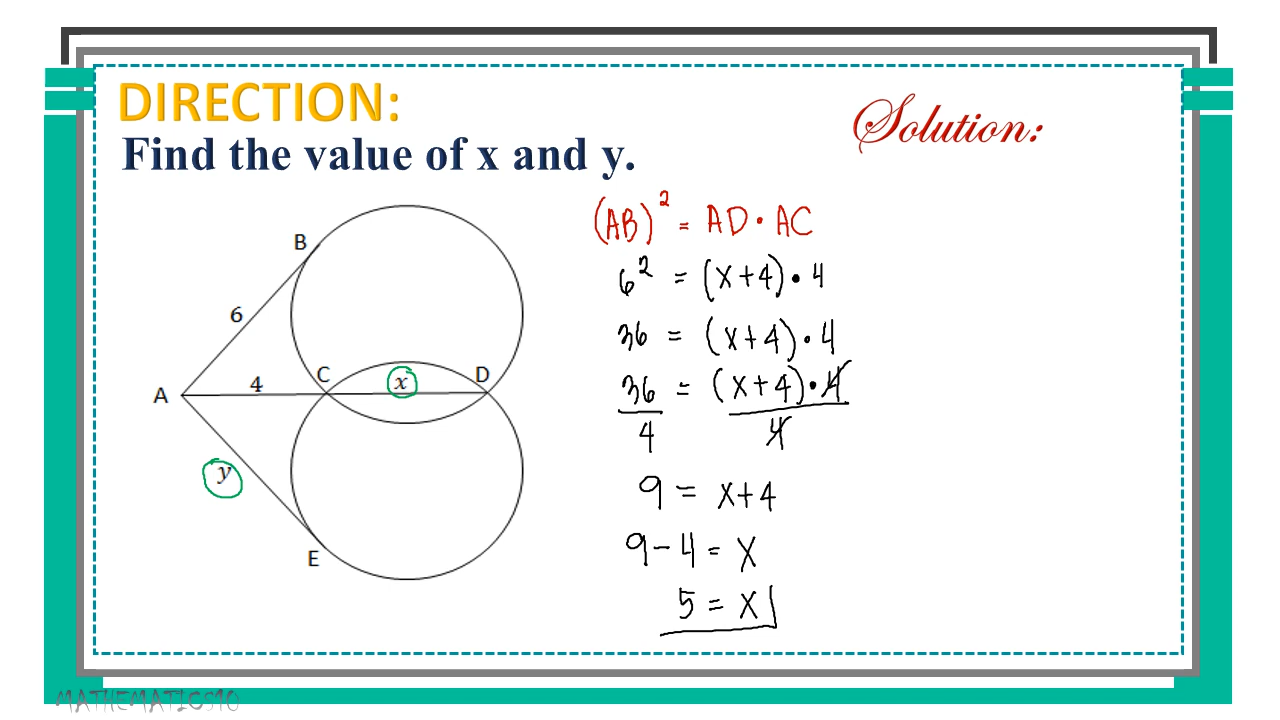 DIRECTION:
Find the value of x and y.
Solution:
B
6
A
4
C
x
D
y
E
(AB)² = AD · AC
6² = (x+4) · 4
36 = (x+4) · 4
36 = (x+4) · 4
4 4
9 = x+4
9 - 4 = x
5 = x
MATHEMATICS10